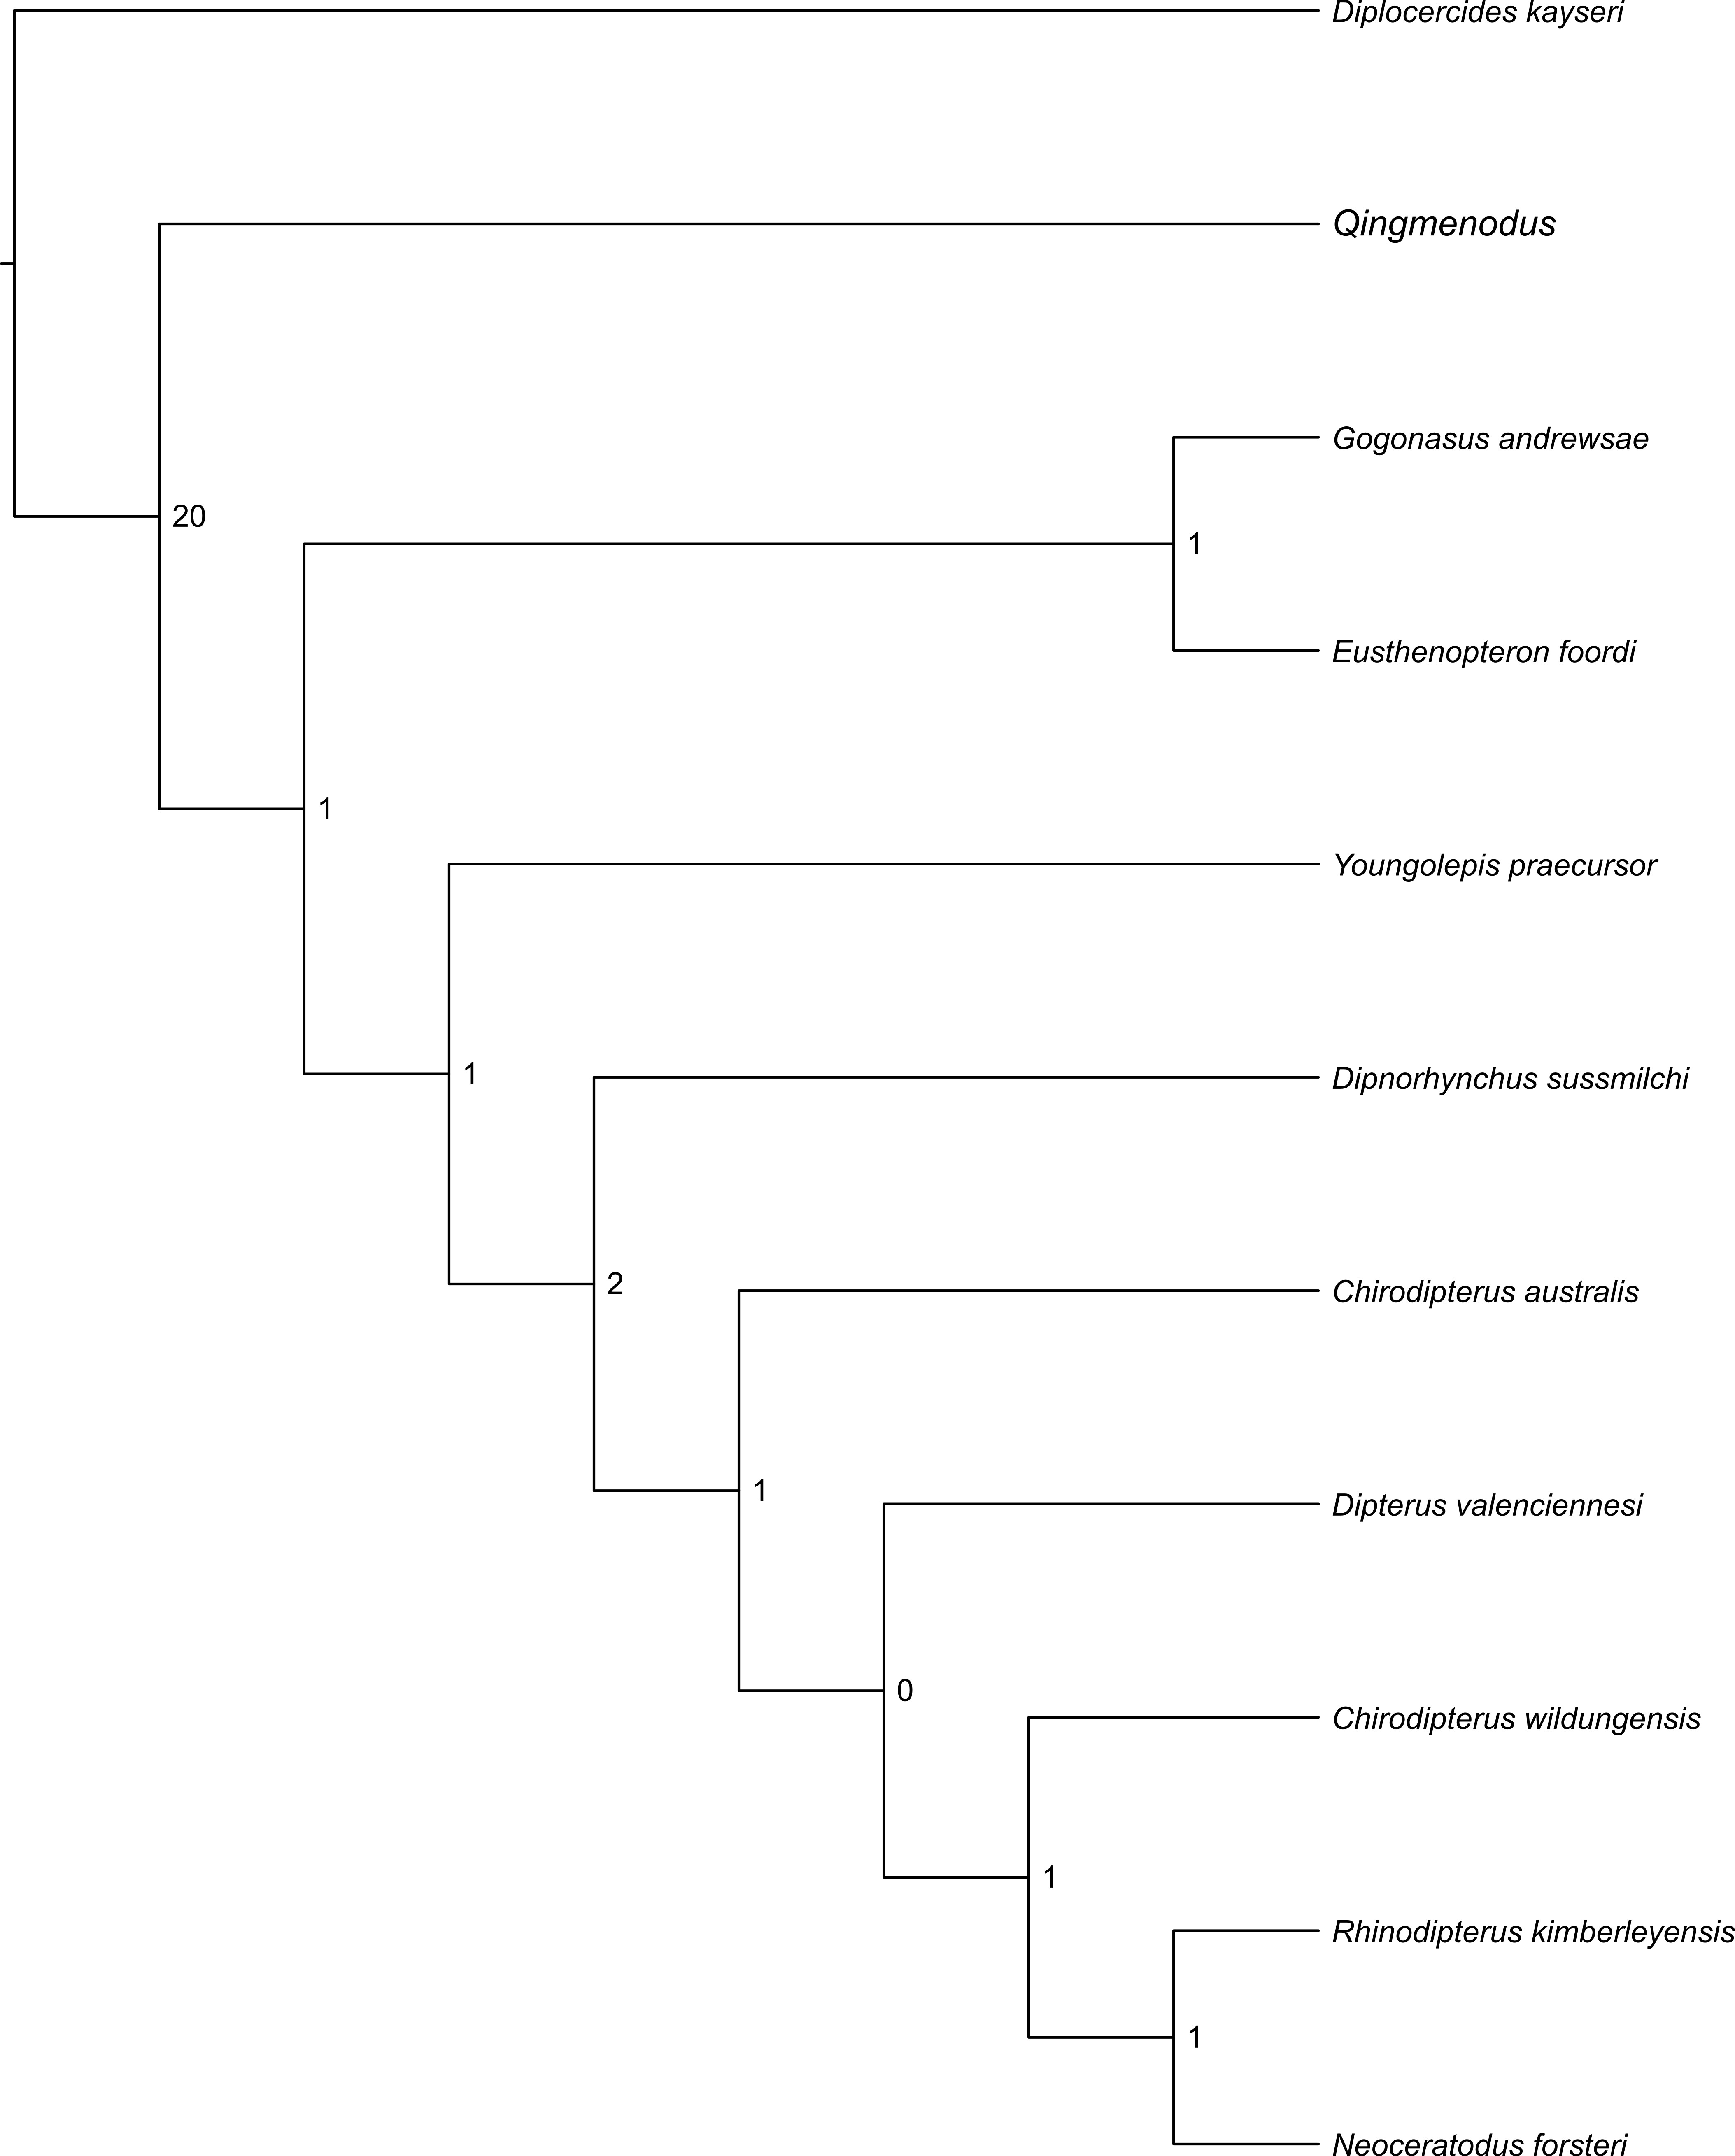 Diplocercides kayseri
Qingmenodus
Gogonasus andrewsae
20
1
Eusthenopteron foordi
1
Youngolepis praecursor
1
Dipnorhynchus sussmilchi
2
Chirodipterus australis
1
Dipterus valenciennesi
0
Chirodipterus wildungensis
1
Rhinodipterus kimberleyensis
1
Neoceratodus forsteri